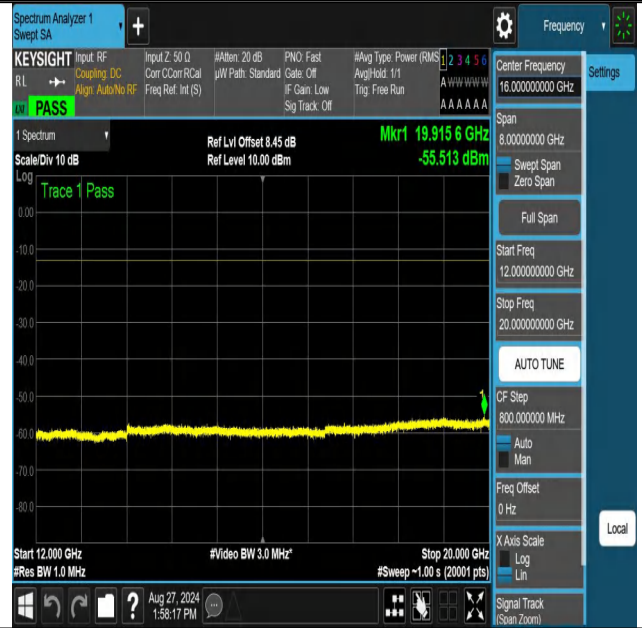 Spectrum Analyzer 1
Swept SA
+
Frequency
KEYSIGHT
RL
LXI PASS
Input: RF
Coupling: DC
Align: Auto/No RF
Input Z: 50 Ω
Corr CCorr RCal
Freq Ref: Int (S)
#Atten: 20 dB
µW Path: Standard
PNO: Fast
Gate: Off
IF Gain: Low
Sig Track: Off
#Avg Type: Power (RMS
Avg|Hold: 1/1
Trig: Free Run
1 2 3 4 5 6
A W W W W W
A A A A A A
1 Spectrum
Scale/Div 10 dB
Ref Lvl Offset 8.45 dB
Ref Level 10.00 dBm
Mkr1 19.915 6 GHz
-55.513 dBm
Log
Trace 1 Pass
0.00
-10.0
-20.0
-30.0
-40.0
-50.0
-60.0
-70.0
-80.0
1
Start 12.000 GHz
#Res BW 1.0 MHz
#Video BW 3.0 MHz*
Stop 20.000 GHz
#Sweep ~1.00 s (20001 pts)
Center Frequency
16.000000000 GHz
Settings
Span
8.00000000 GHz
Swept Span
Zero Span
Full Span
Start Freq
12.000000000 GHz
Stop Freq
20.000000000 GHz
AUTO TUNE
CF Step
800.000000 MHz
Auto
Man
Freq Offset
0 Hz
X Axis Scale
Log
Lin
Local
Signal Track
(Span Zoom)
?
Aug 27, 2024
1:58:17 PM